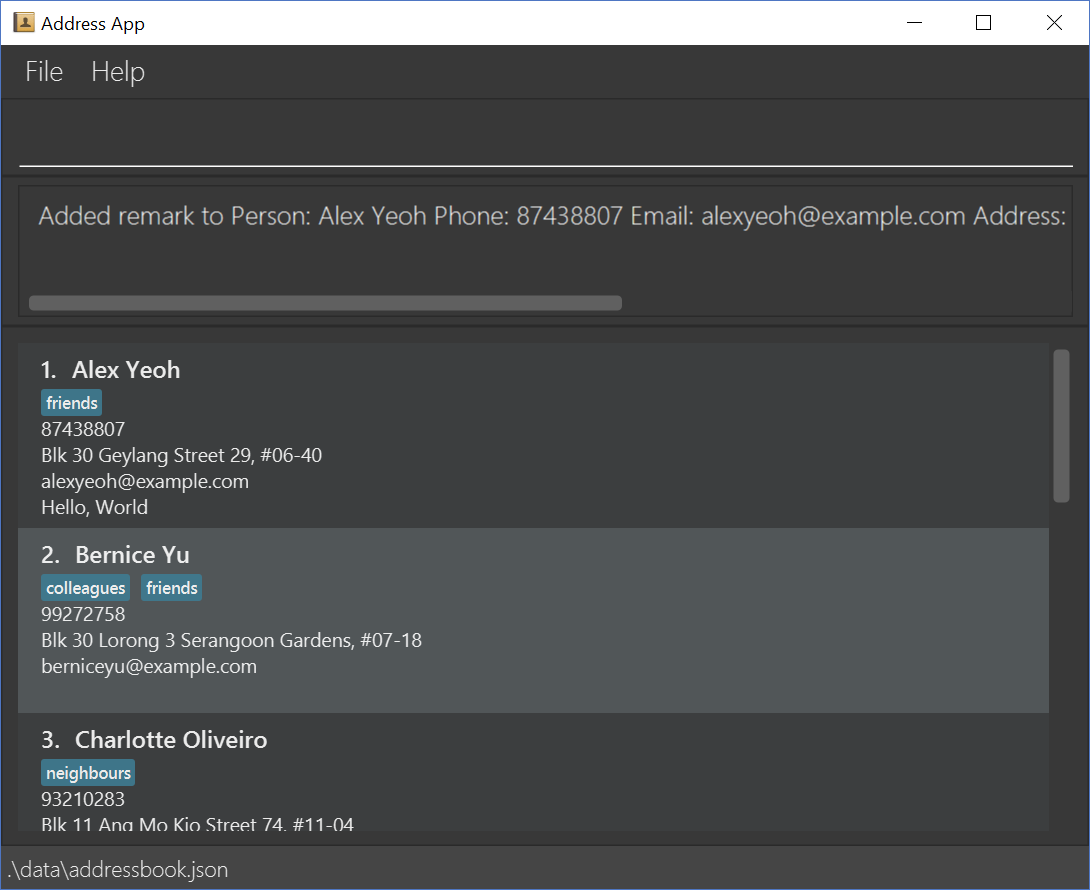 Address App
File Help
Added remark to Person: Alex Yeoh Phone: 87438807 Email: alexyeoh@example.com Address:
1. Alex Yeoh
friends
87438807
Blk 30 Geylang Street 29, #06-40
alexyeoh@example.com
Hello, World
2. Bernice Yu
colleagues friends
99272758
Blk 30 Lorong 3 Serangoon Gardens, #07-18
berniceyu@example.com
3. Charlotte Oliveiro
neighbours
93210283
Blk 11 Ang Mo Kio Street 74, #11-04
.\data\addressbook.json